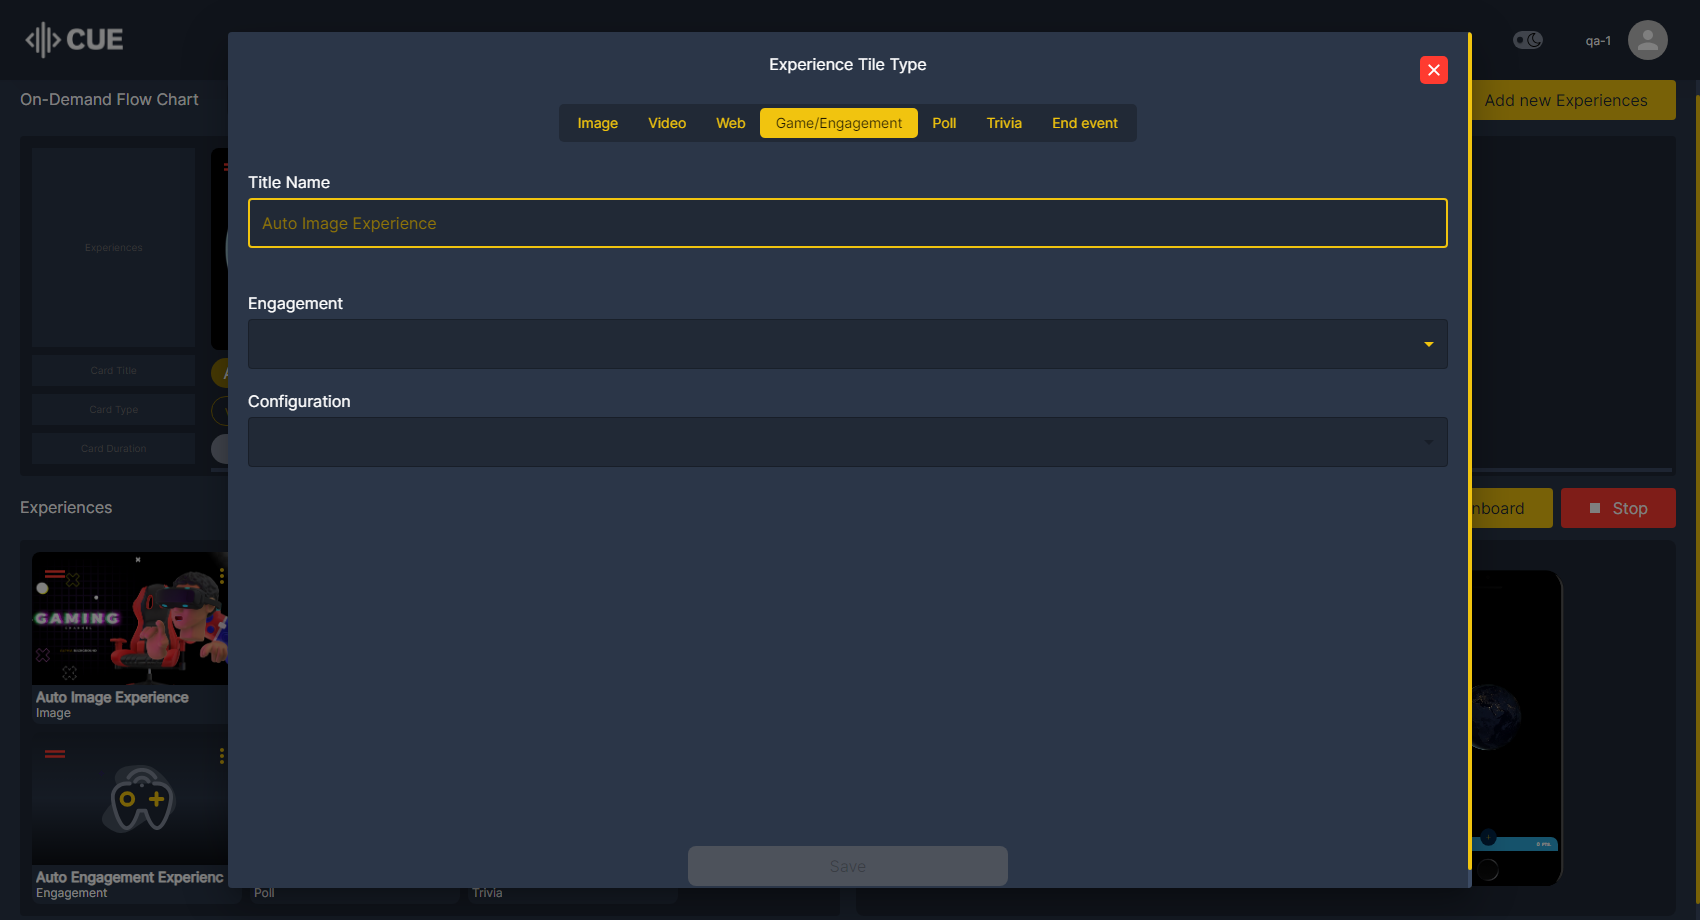 CUE
qa-1
Experience Tile Type
On-Demand Flow Chart
Add new Experiences
Image
Video
Web
Game/Engagement
Poll
Trivia
End event
Title Name
Auto Image Experience
Experiences
Engagement
Card Title
Card Type
Configuration
Card Duration
Experiences
nboard
Stop
GAMING
Auto Image Experience
Image
Auto Engagement Experienc
Engagement
Poll
Trivia
Save